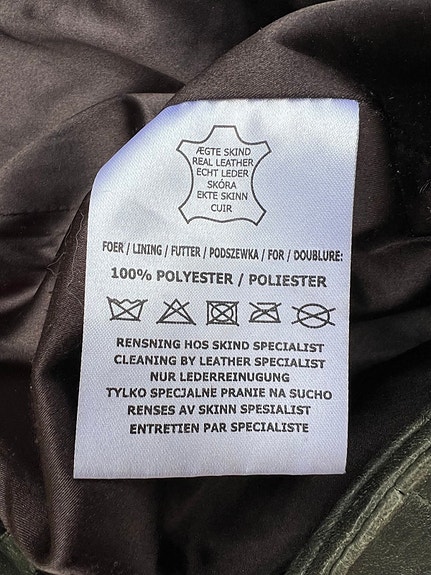 ÆGTE SKIND
REAL LEATHER
ECHT LEDER
SKÓRA
EKTE SKINN
CUIR
FOER / LINING / FUTTER / PODSZEWKA / FOR / DOUBLURE:
100% POLYESTER / POLIESTER
RENSNING HOS SKIND SPECIALIST
CLEANING BY LEATHER SPECIALIST
NUR LEDERREINUGUNG
TYLKO SPECJALNE PRANIE NA SUCHO
RENSES AV SKINN SPESIALIST
ENTRETIEN PAR SPECIALISTE